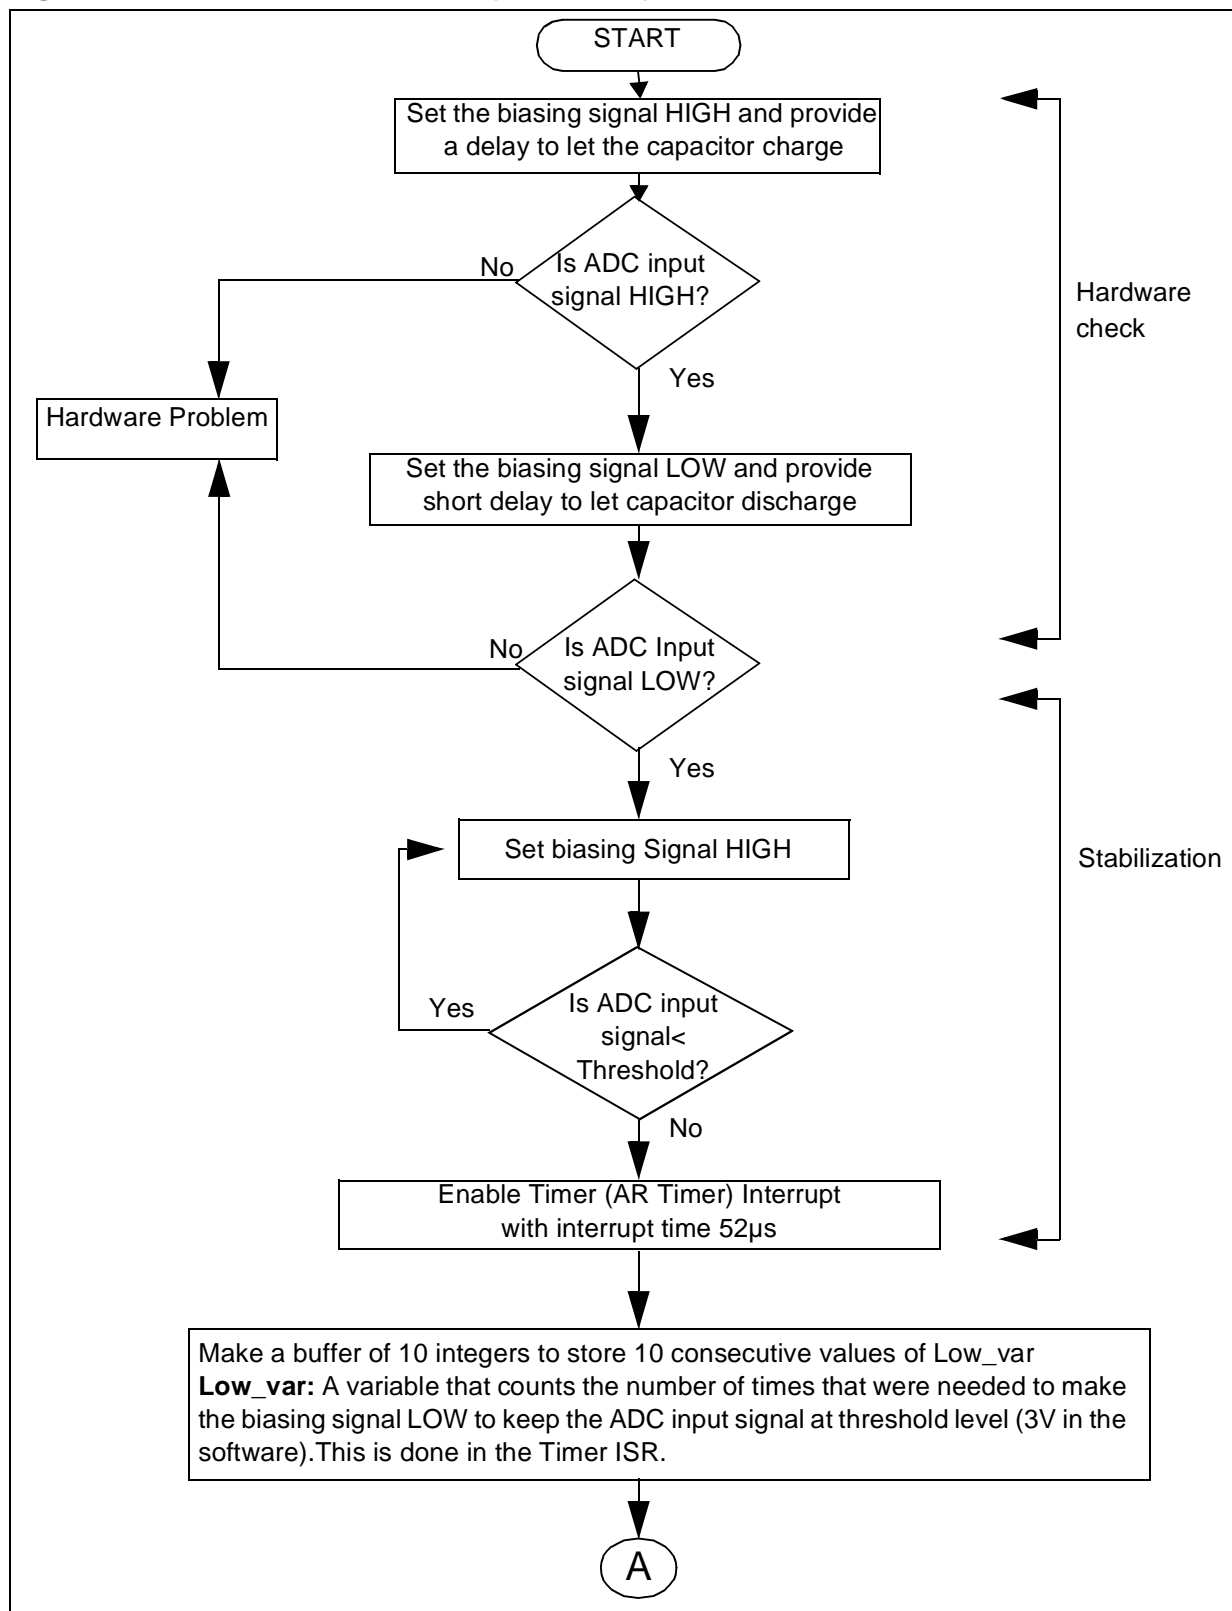 START
Set the biasing signal HIGH and provide
a delay to let the capacitor charge
No
Is ADC input
signal HIGH?
Hardware
check
Yes
Hardware Problem
Set the biasing signal LOW and provide
short delay to let capacitor discharge
No
Is ADC Input
signal LOW?
Yes
Set biasing Signal HIGH
Stabilization
Yes
Is ADC input
signal<
Threshold?
No
Enable Timer (AR Timer) Interrupt
with interrupt time 52µs
Make a buffer of 10 integers to store 10 consecutive values of Low_var
Low_var: A variable that counts the number of times that were needed to make
the biasing signal LOW to keep the ADC input signal at threshold level (3V in the
software).This is done in the Timer ISR.
A